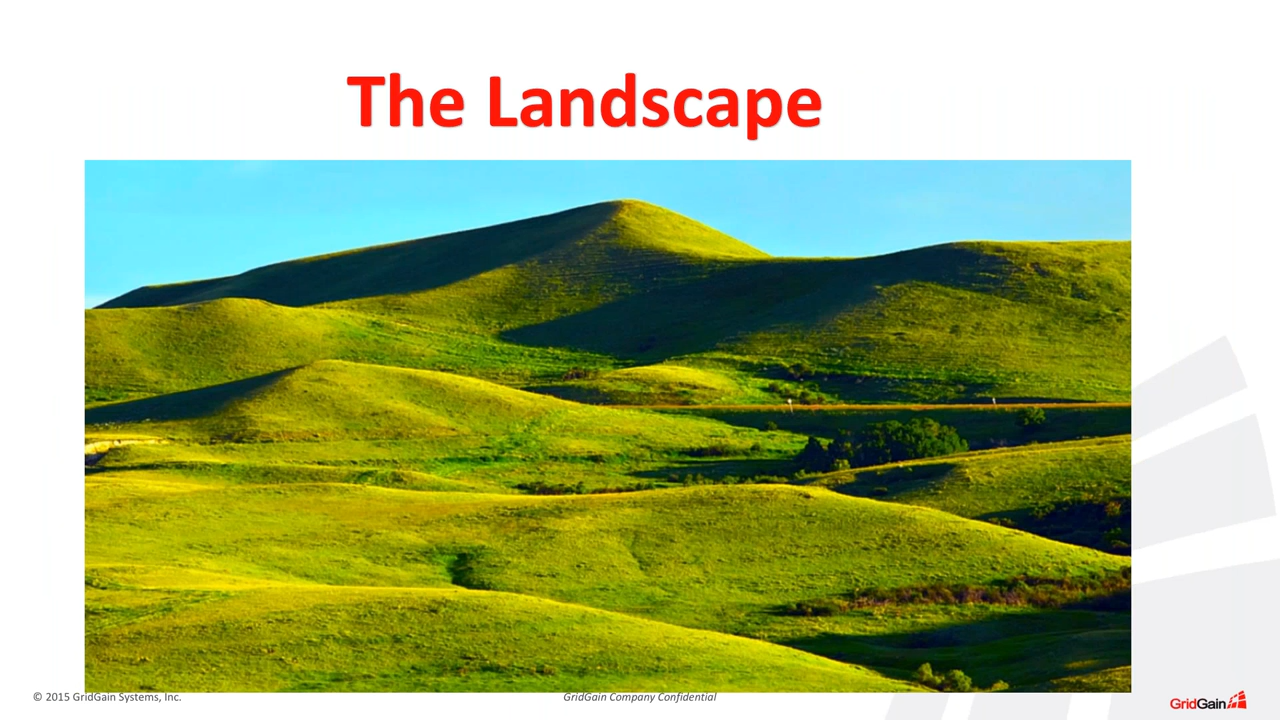 The Landscape
© 2015 GridGain Systems, Inc.
GridGain Company Confidential
GridGain